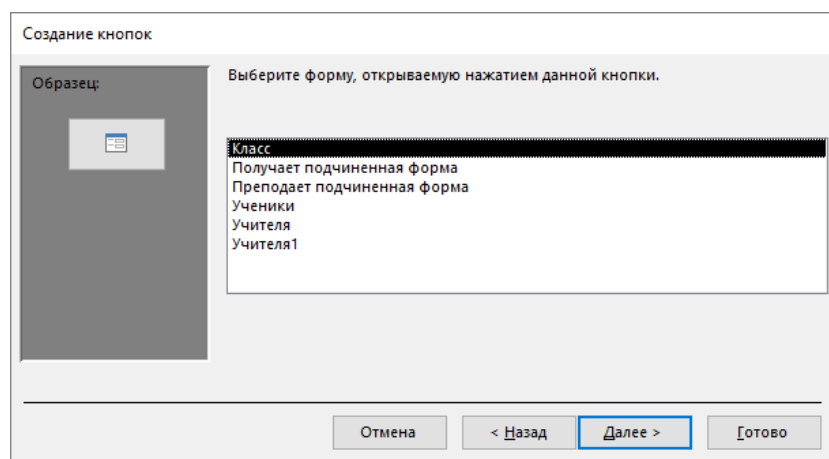 Создание кнопок
Образец:
Выберите форму, открываемую нажатием данной кнопки.
Класс
Получает подчиненная форма
Преподает подчиненная форма
Ученики
Учителя
Учителя1
Отмена
< Назад
Далее >
Готово